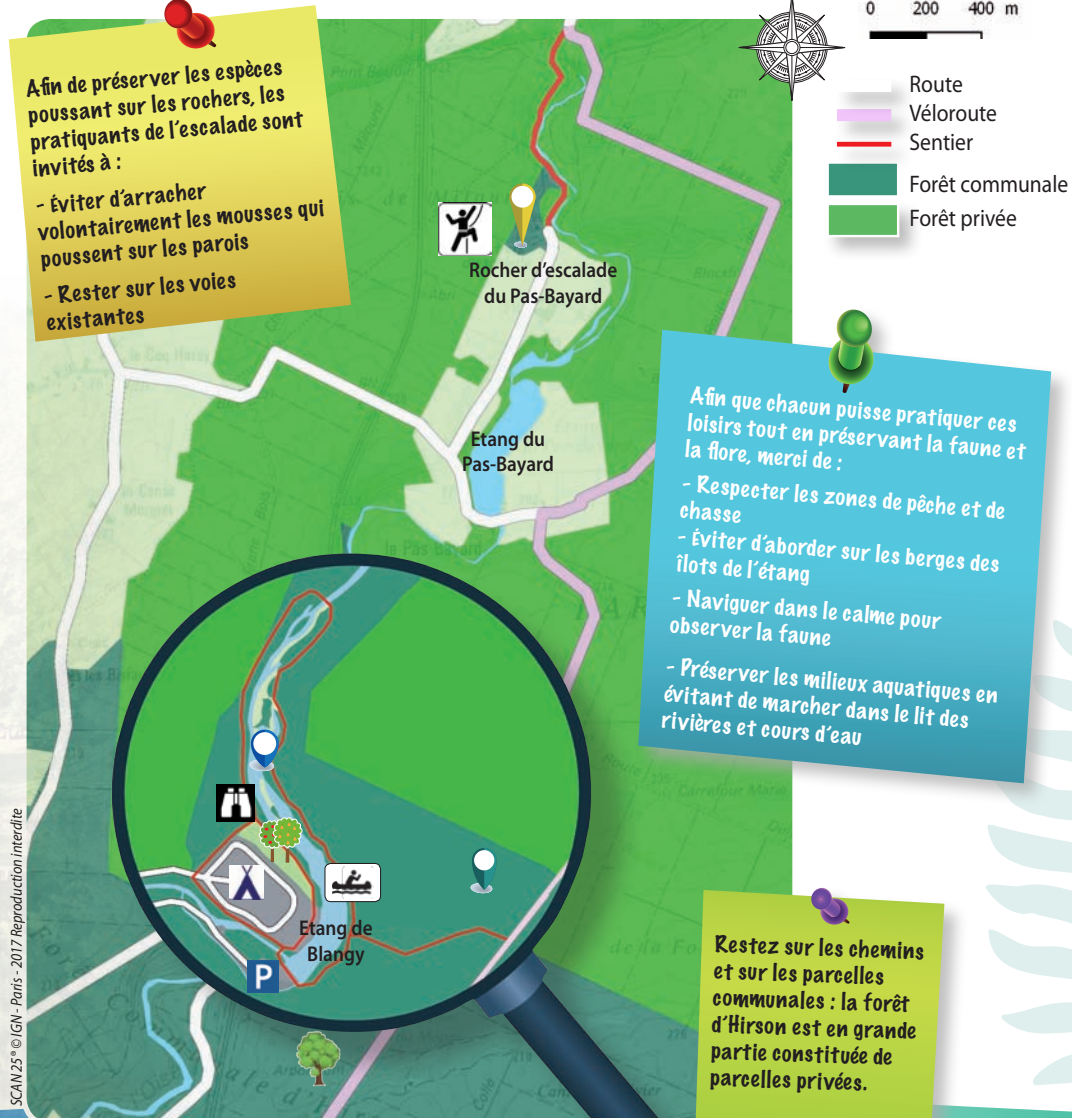 Afin de préserver les espèces
poussant sur les rochers, les
pratiquants de l'escalade sont
invités à :
- Éviter d'arracher
volontairement les mousses qui
poussent sur les parois
- Rester sur les voies
existantes
0 200 400 m
Route
Véloroute
Sentier
Forêt communale
Forêt privée
Rocher d'escalade
du Pas-Bayard
Etang du
Pas-Bayard
le Pas Bayard
Afin que chacun puisse pratiquer ces
loisirs tout en préservant la faune et
la flore, merci de :
- Respecter les zones de pêche et de
chasse
- Éviter d'aborder sur les berges des
îlots de l'étang
- Naviguer dans le calme pour
observer la faune
- Préserver les milieux aquatiques en
évitant de marcher dans le lit des
rivières et cours d'eau
Etang de
Blangy
P
Restez sur les chemins
et sur les parcelles
communales : la forêt
d'Hirson est en grande
partie constituée de
parcelles privées.
SCAN 25® © IGN - Paris - 2017 Reproduction interdite